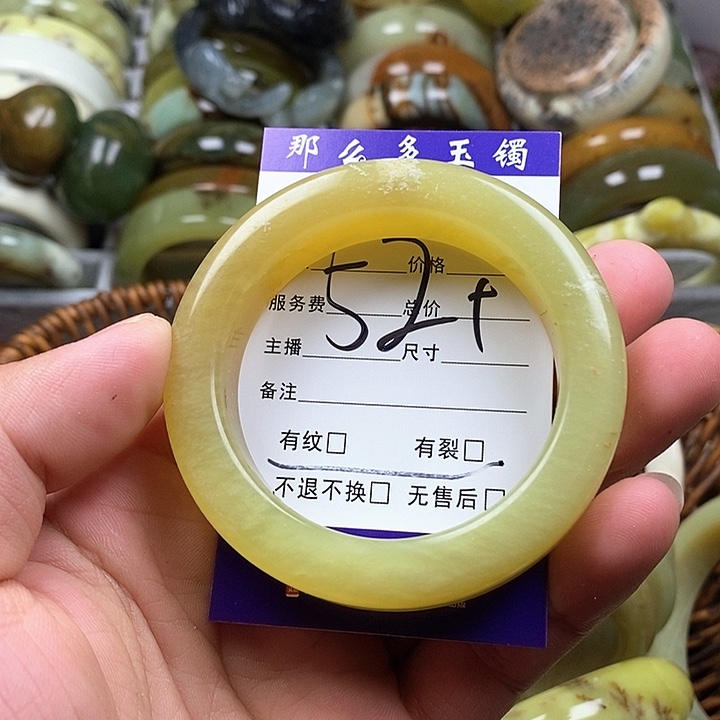 那么多玉镯
价格
52+
服务费 总价
主播 尺寸
备注
有纹□ 有裂□
不退不换□ 无售后□